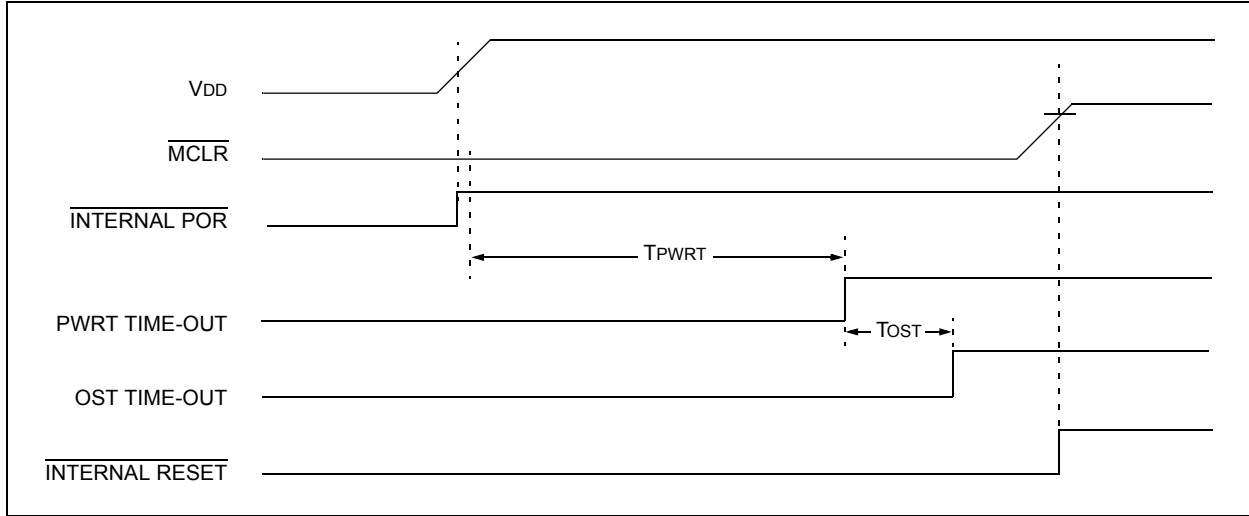 VDD
MCLR
INTERNAL POR
TPWRT
PWRT TIME-OUT
TOST
OST TIME-OUT
INTERNAL RESET